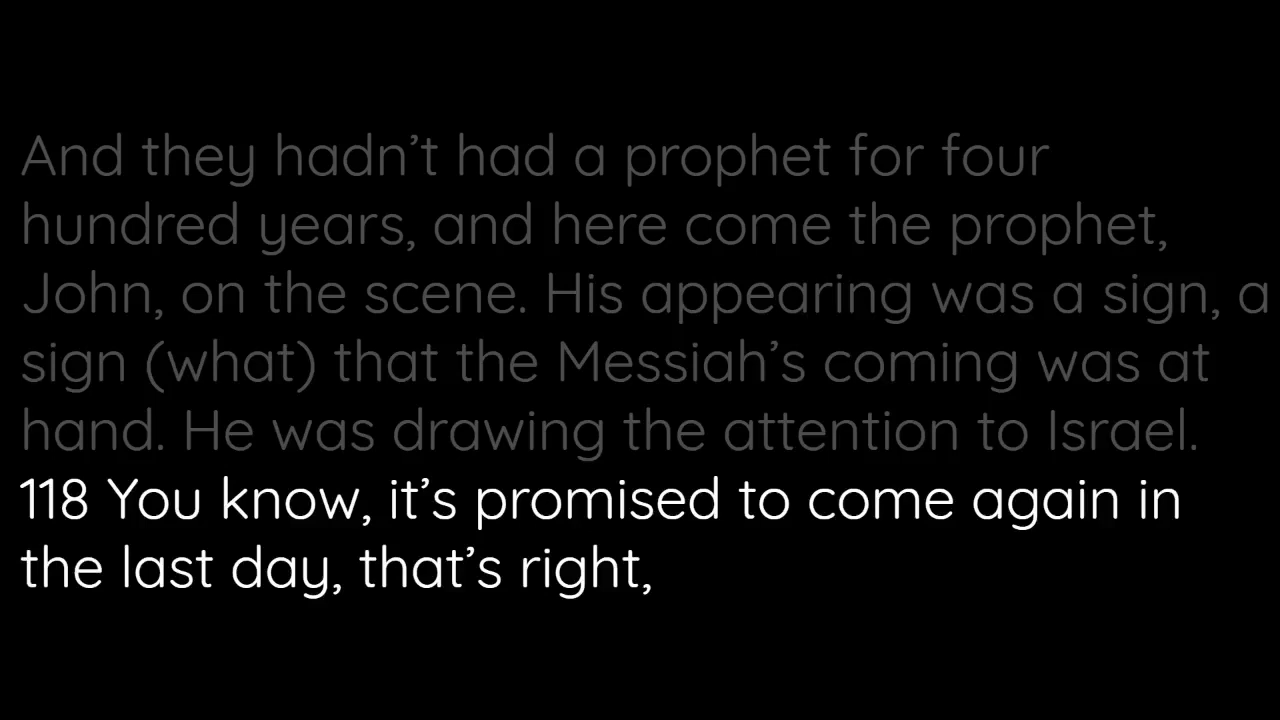 And they hadn’t had a prophet for four
hundred years, and here come the prophet,
John, on the scene. His appearing was a sign, a
sign (what) that the Messiah’s coming was at
hand. He was drawing the attention to Israel.
118 You know, it’s promised to come again in
the last day, that’s right,